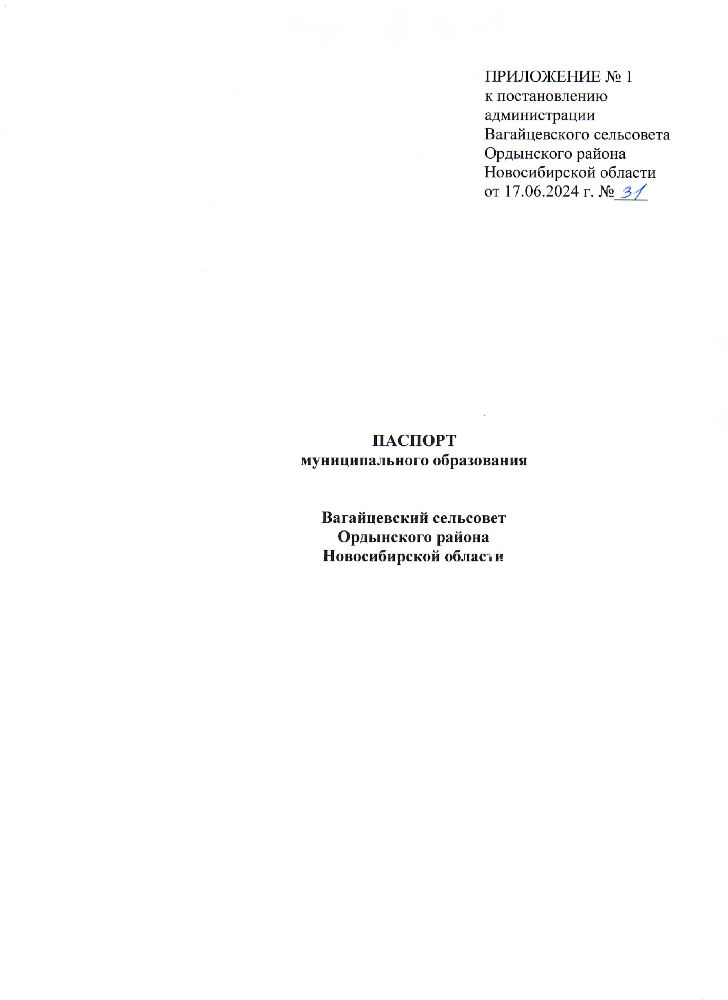 ПРИЛОЖЕНИЕ № 1
к постановлению
администрации
Вагайцевского сельсовета
Ордынского района
Новосибирской области
от 17.06.2024 г. № 31
ПАСПОРТ
муниципального образования
Вагайцевский сельсовет
Ордынского района
Новосибирской области